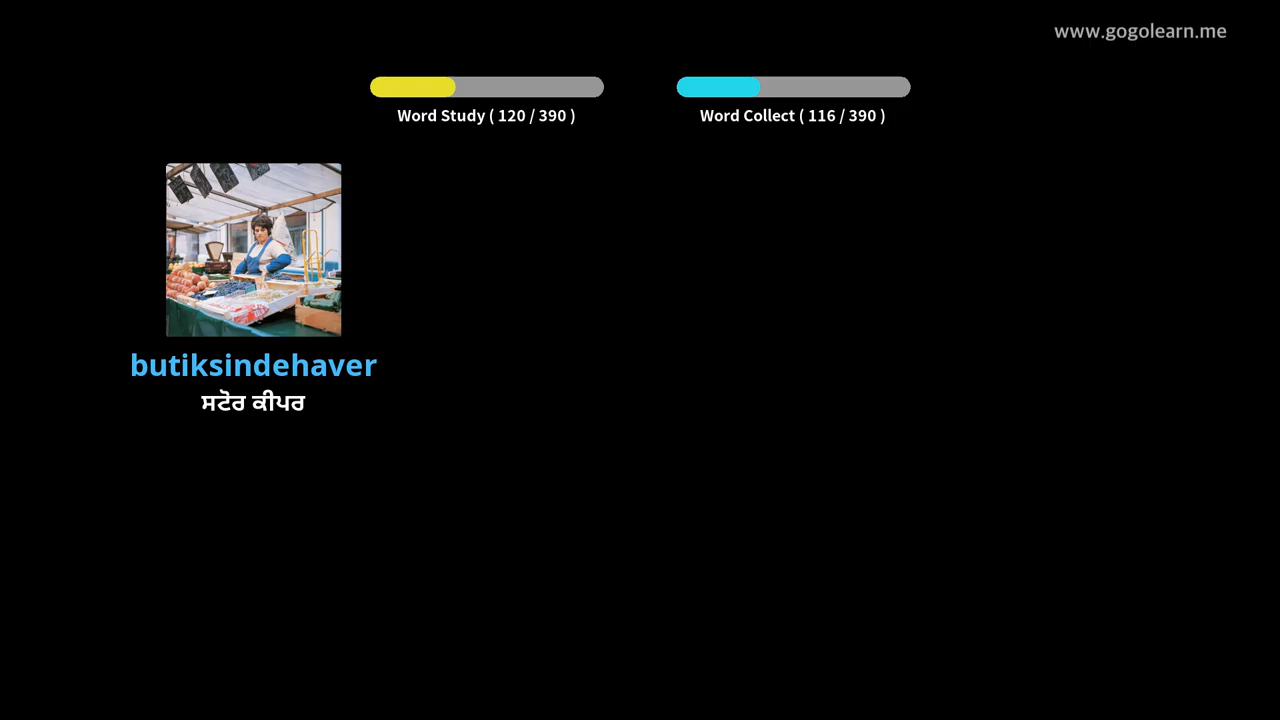 www.gogolearn.me
Word Study ( 120 / 390 )
Word Collect ( 116 / 390 )
butiksindehaver
ਸਟੋਰ ਕੀਪਰ